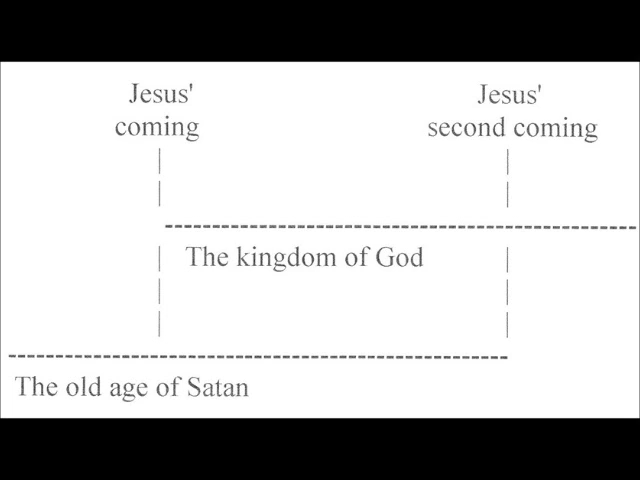 Jesus'
coming
Jesus'
second coming
The kingdom of God
The old age of Satan